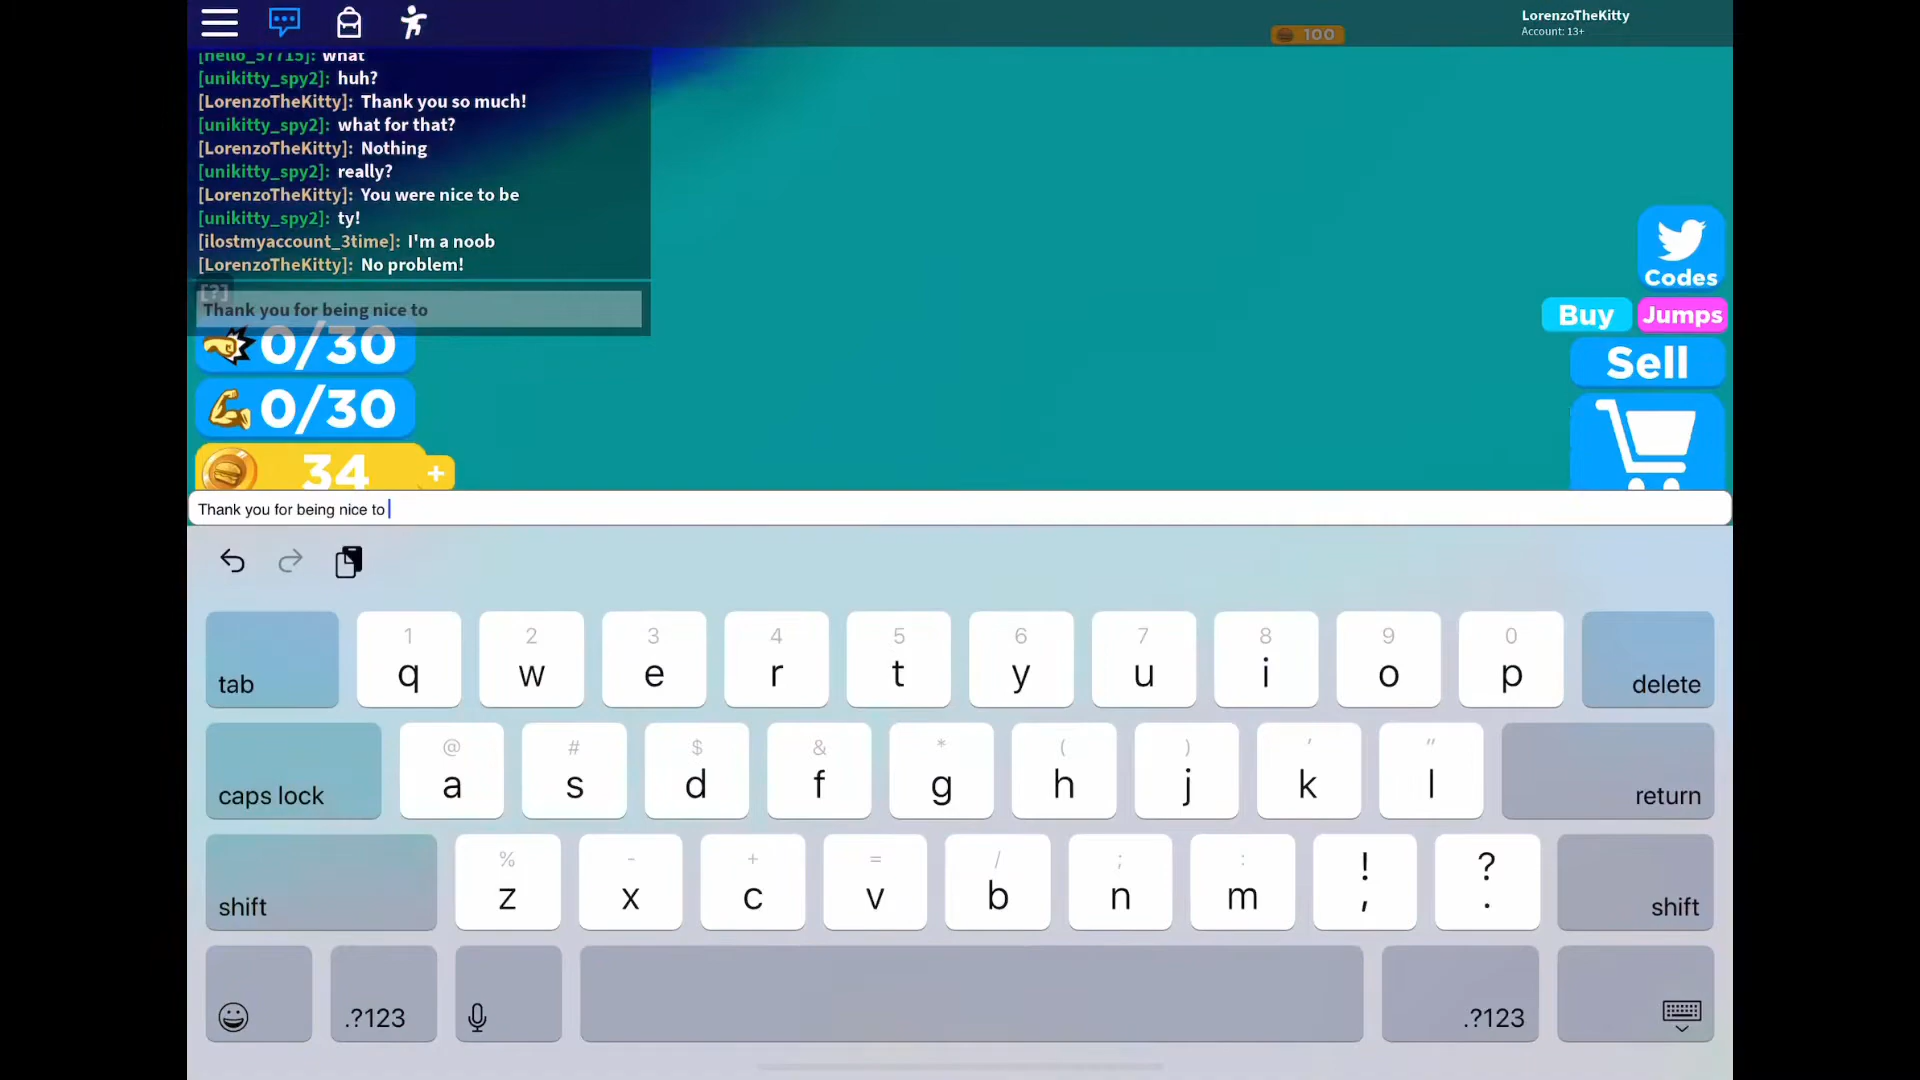 LorenzoTheKitty
Account: 13+
100
[hello_57715]: what
[unikitty_spy2]: huh?
[LorenzoTheKitty]: Thank you so much!
[unikitty_spy2]: what for that?
[LorenzoTheKitty]: Nothing
[unikitty_spy2]: really?
[LorenzoTheKitty]: You were nice to be
[unikitty_spy2]: ty!
[ilostmyaccount_3time]: I'm a noob
[LorenzoTheKitty]: No problem!
[?]
Thank you for being nice to
Codes
Buy Jumps
Sell
0/30
0/30
34 +
Thank you for being nice to
1 2 3 4 5 6 7 8 9 0
tab q w e r t y u i o p delete
@ # $ & * ( ) ' "
caps lock a s d f g h j k l return
% - + = / ; : ! ?
shift z x c v b n m , . shift
.?123 .?123